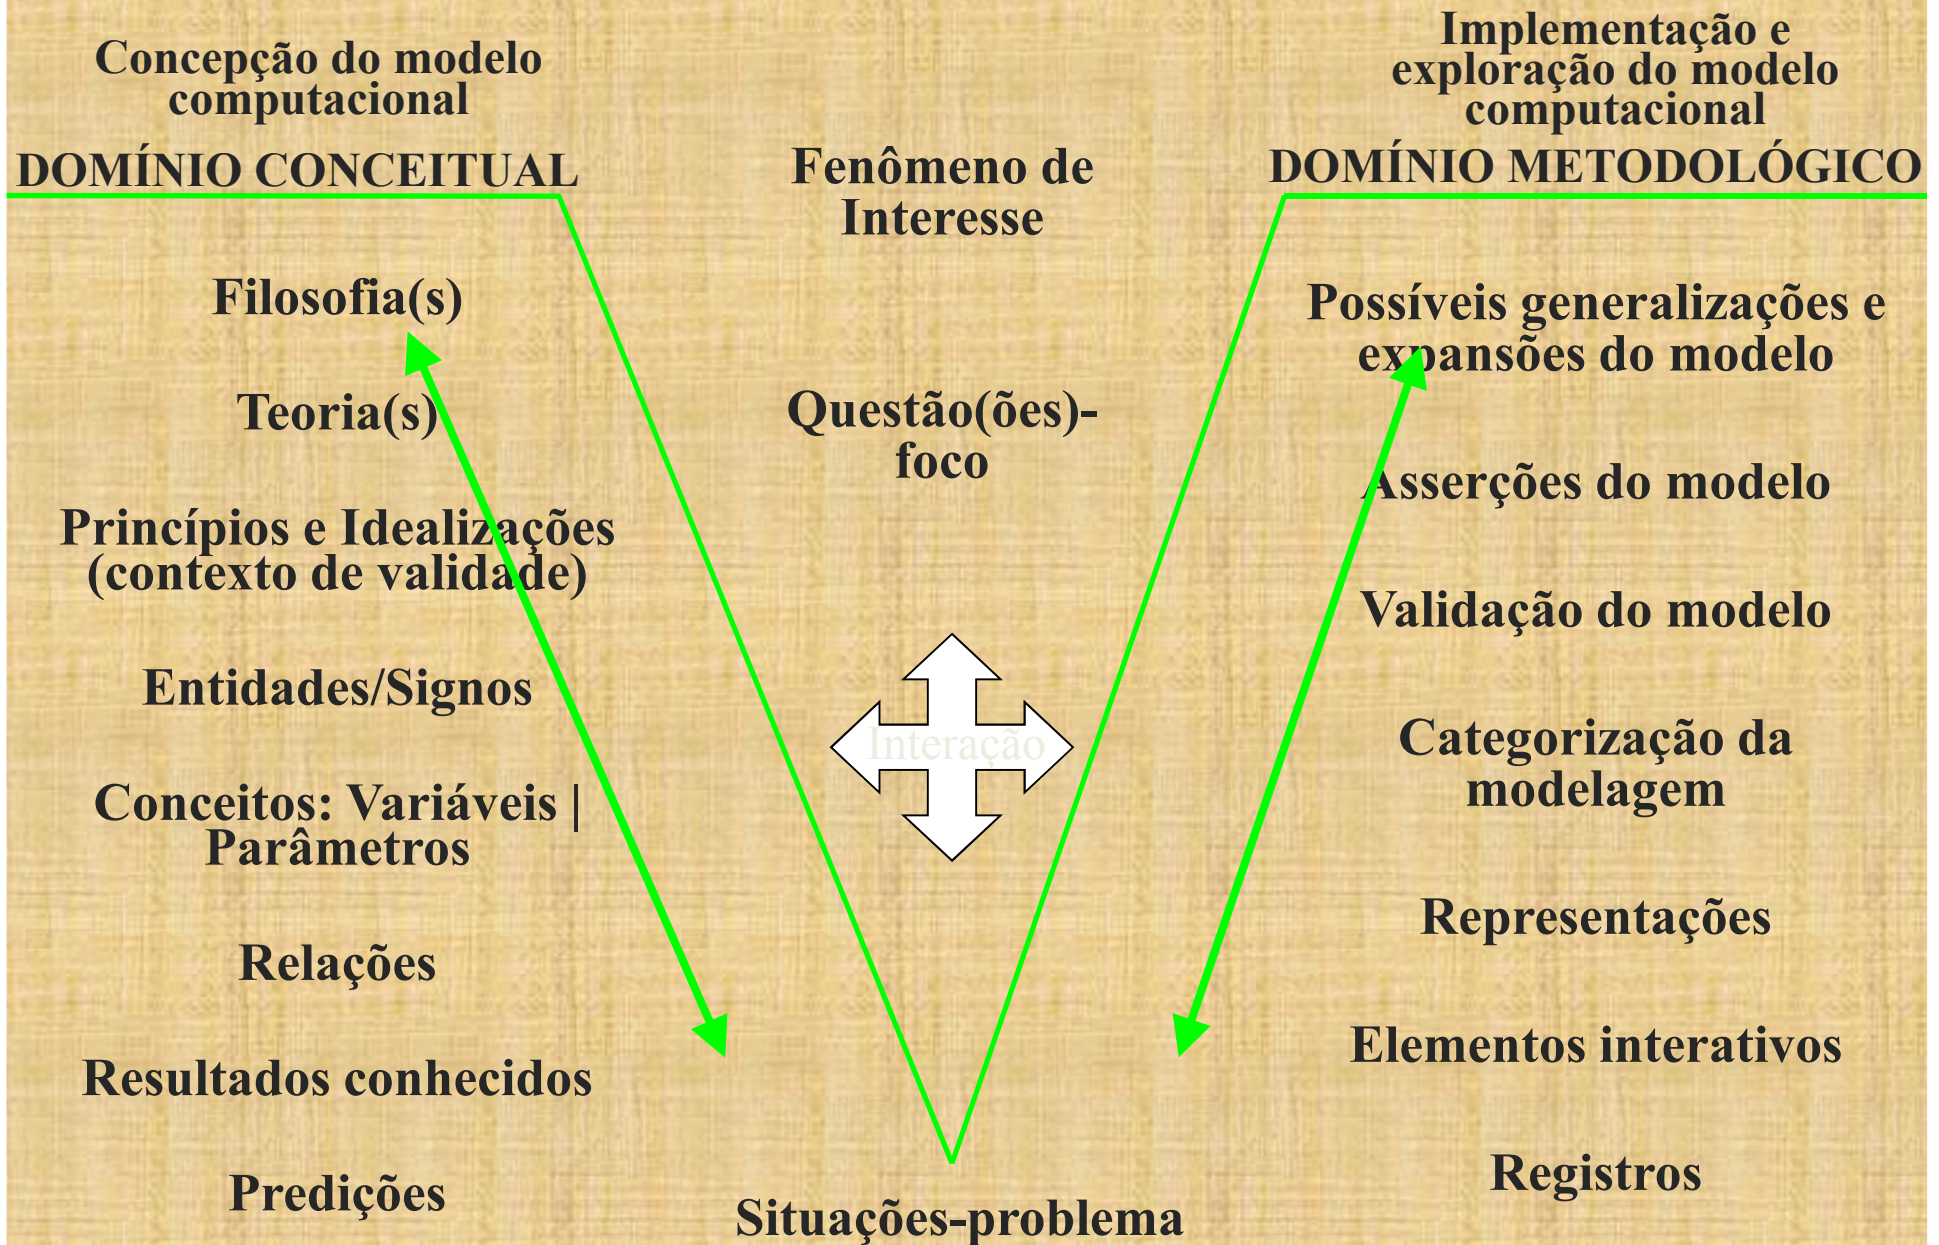 Concepção do modelo
computacional
DOMÍNIO CONCEITUAL
Filosofia(s)
Teoria(s)
Princípios e Idealizações
(contexto de validade)
Entidades/Signos
Conceitos: Variáveis |
Parâmetros
Relações
Resultados conhecidos
Predições
Fenômeno de
Interesse
Questão(ões)-
foco
Interação
Situações-problema
Implementação e
exploração do modelo
computacional
DOMÍNIO METODOLÓGICO
Possíveis generalizações e
expansões do modelo
Asserções do modelo
Validação do modelo
Categorização da
modelagem
Representações
Elementos interativos
Registros